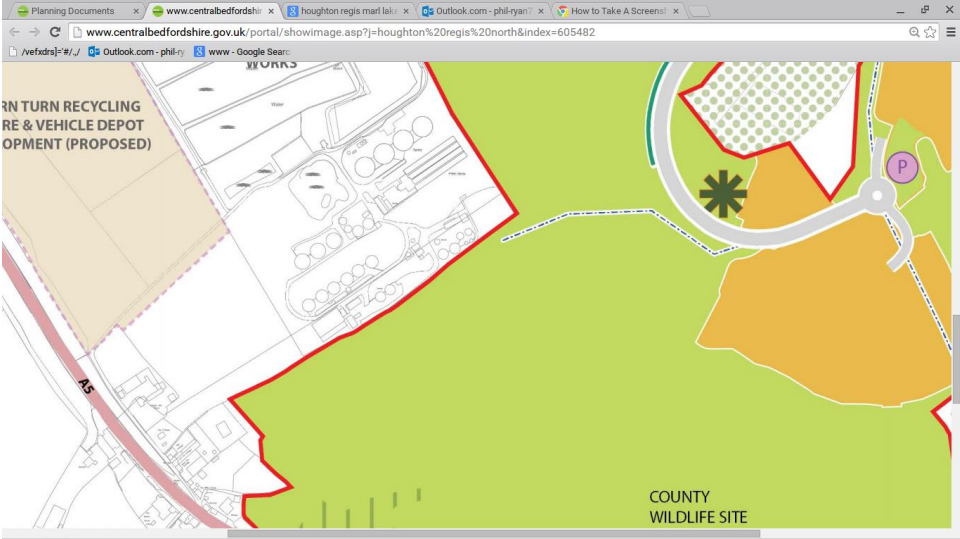 Planning Documents
www.centralbedfordshir
houghton regis marl lake
Outlook.com - phil-ryan7
How to Take A Screensh
www.centralbedfordshire.gov.uk/portal/showimage.asp?j=houghton%20regis%20north&index=605482
/vefxdrs]='#/.,/
Outlook.com - phil-ry
www - Google Searc
WORKS
Water
RN TURN RECYCLING
RE & VEHICLE DEPOT
OPMENT (PROPOSED)
P
A5
COUNTY
WILDLIFE SITE